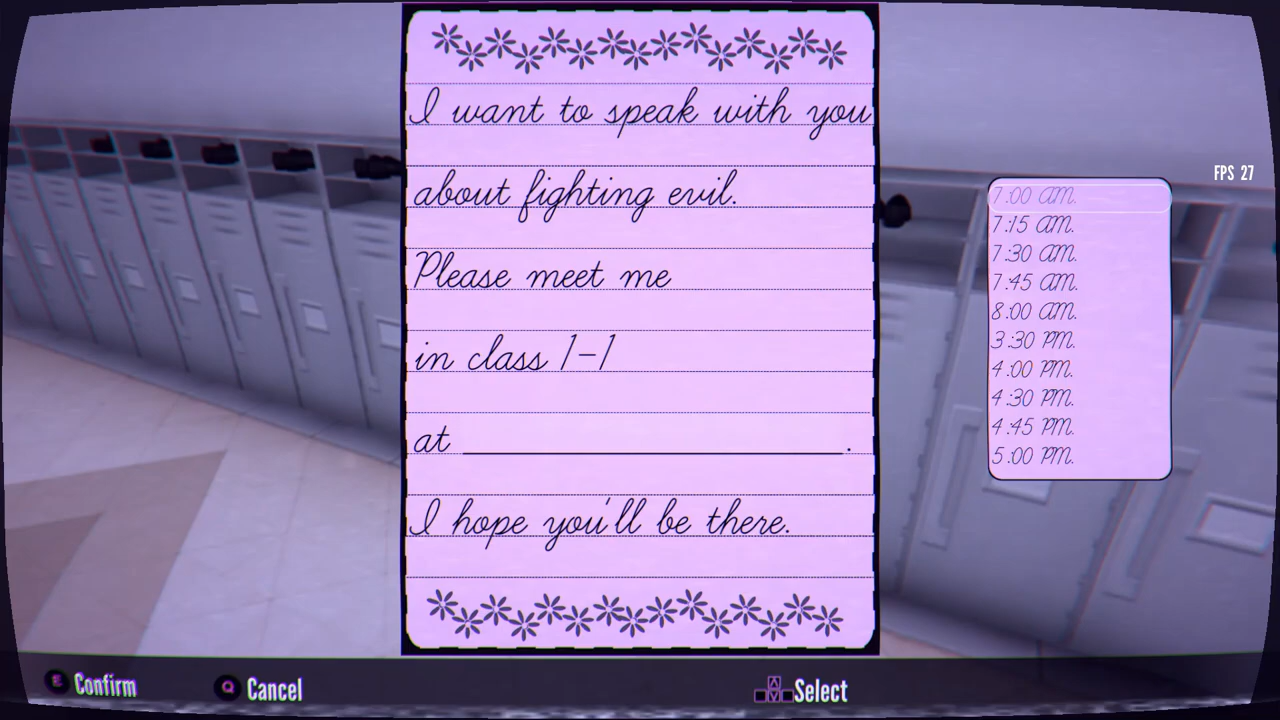 I want to speak with you
about fighting evil.
Please meet me
in class 1-1
at ____________________.
I hope you'll be there.
FPS 27
7:00 AM.
7:15 AM.
7:30 AM.
7:45 AM.
8:00 AM.
3:30 PM.
4:00 PM.
4:30 PM.
4:45 PM.
5:00 PM.
E Confirm
Q Cancel
A V Select